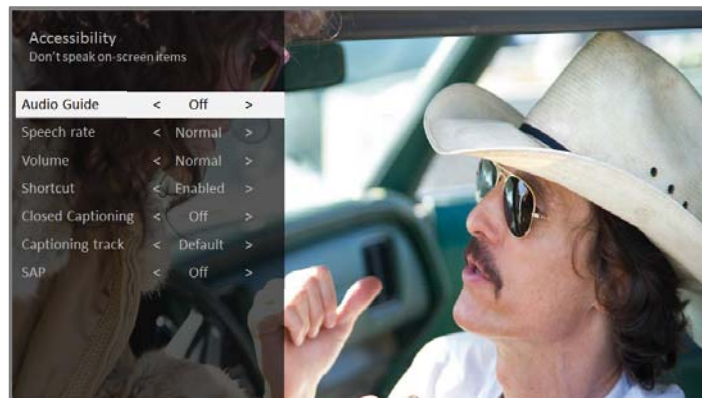 Accessibility
Don't speak on-screen items
Audio Guide < Off >
Speech rate < Normal >
Volume < Normal >
Shortcut < Enabled >
Closed Captioning < Off >
Captioning track < Default >
SAP < Off >